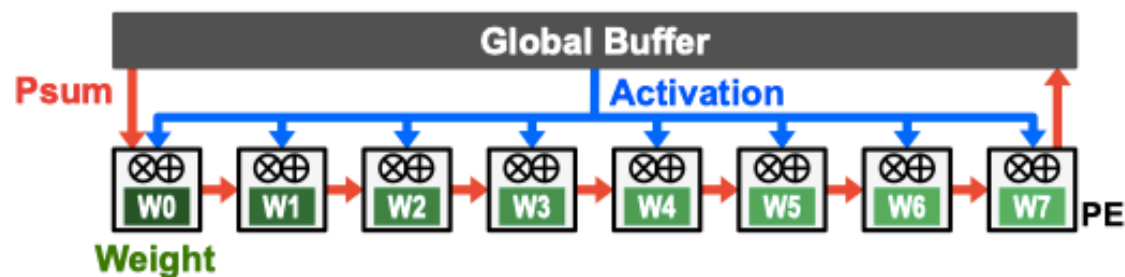 Global Buffer
Psum
Activation
W0 W1 W2 W3 W4 W5 W6 W7
PE
Weight